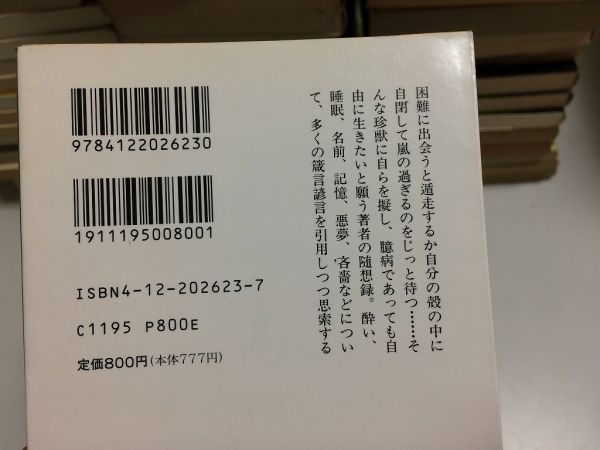 困難に出会うと遁走するか自分の殻の中に
自閉して嵐の過ぎるのをじっと待つ……そ
んな珍獣に自らを擬し、臆病であっても自
由に生きたいと願う著者の随想録。酔い、
睡眠、名前、記憶、悪夢、吝嗇などについ
て、多くの箴言諺言を引用しつつ思索する
9784122026230
1911195008001
ISBN4-12-202623-7
C1195 P800E
定価800円(本体777円)